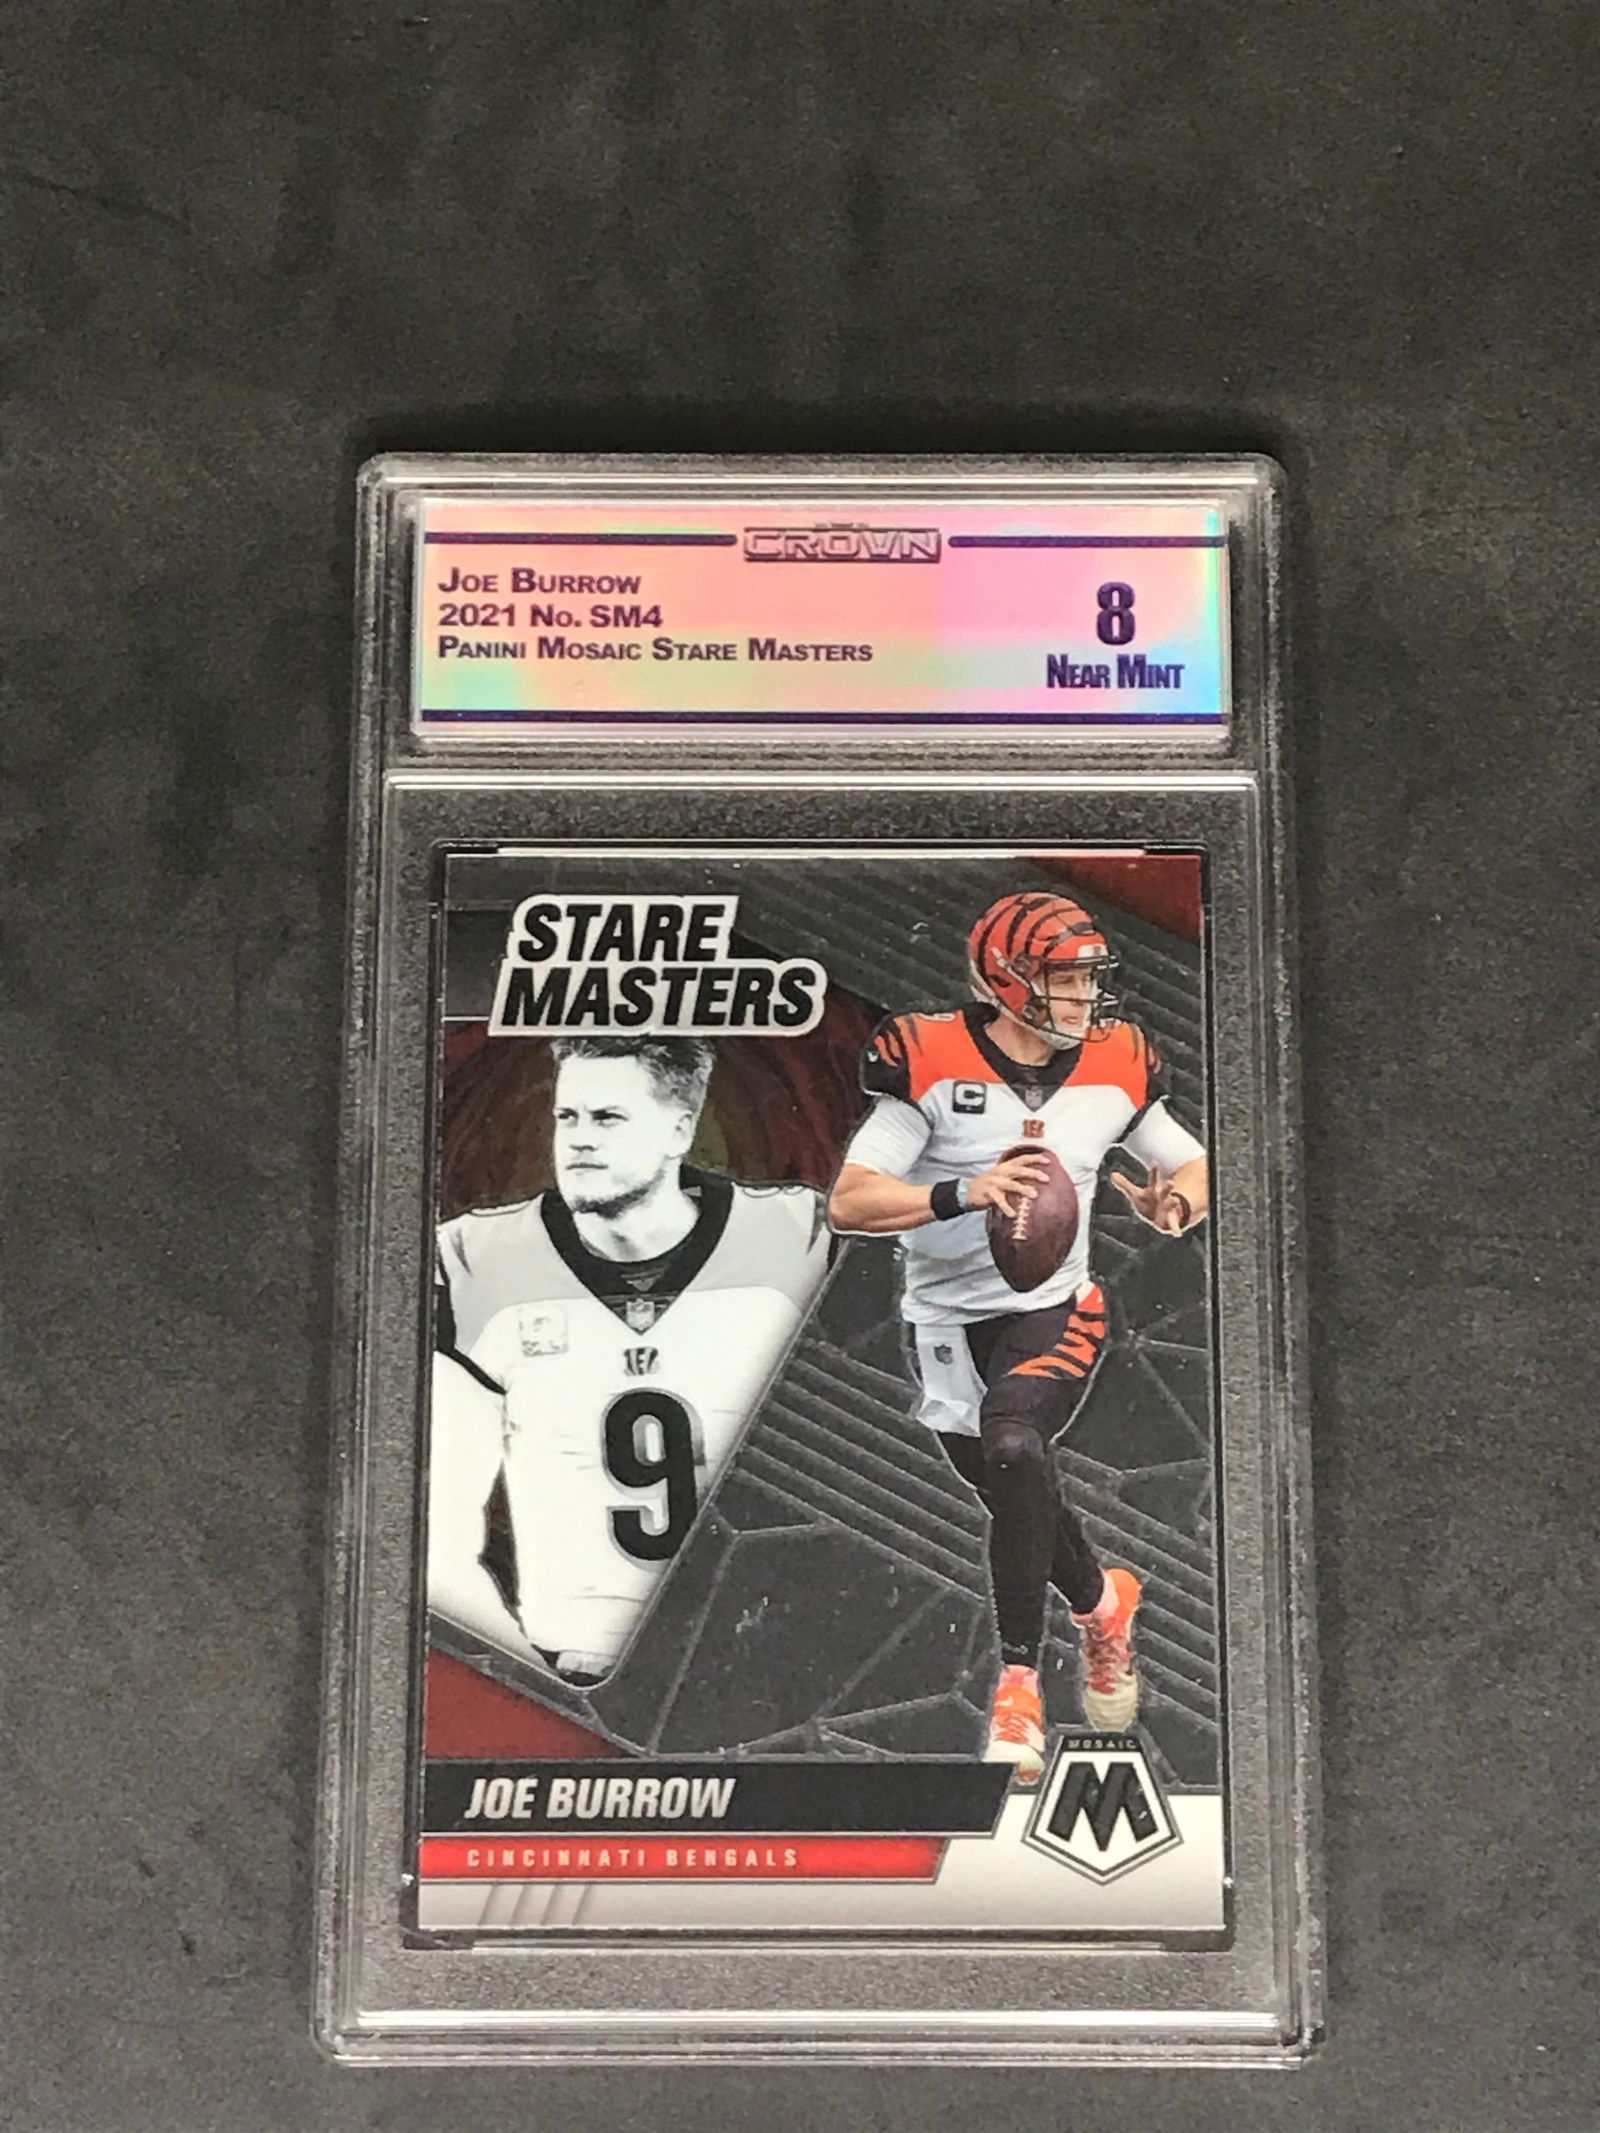 CROWN
JOE BURROW
2021 NO. SM4
PANINI MOSAIC STARE MASTERS
8
NEAR MINT
STARE
MASTERS
C
9
MOSAIC
M
JOE BURROW
CINCINNATI BENGALS